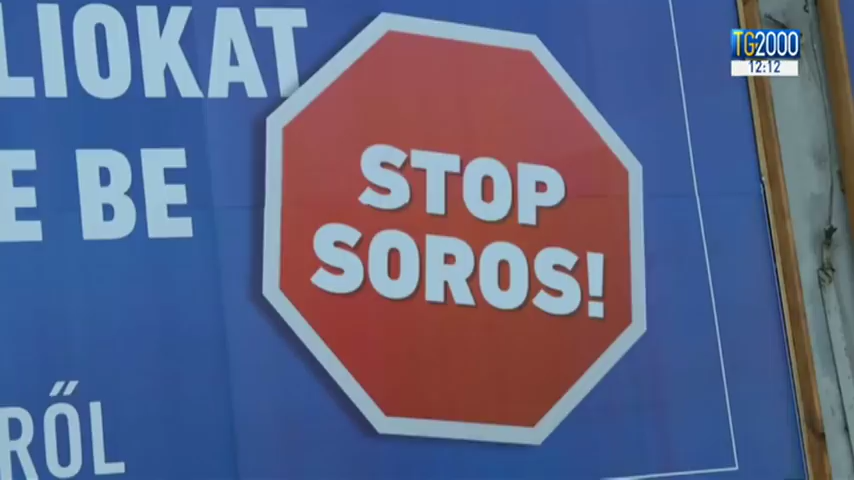 LIOKAT
E BE
RŐL
STOP
SOROS!
TG2000
12:12